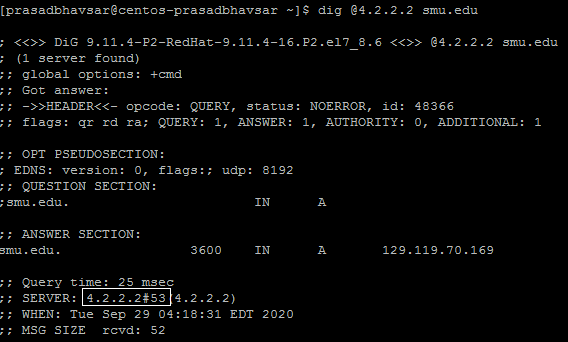 [prasadbhavsar@centos-prasadbhavsar ~]$ dig @4.2.2.2 smu.edu
; <<>> DiG 9.11.4-P2-RedHat-9.11.4-16.P2.el7_8.6 <<>> @4.2.2.2 smu.edu
; (1 server found)
;; global options: +cmd
;; Got answer:
;; ->>HEADER<<- opcode: QUERY, status: NOERROR, id: 48366
;; flags: qr rd ra; QUERY: 1, ANSWER: 1, AUTHORITY: 0, ADDITIONAL: 1
;; OPT PSEUDOSECTION:
; EDNS: version: 0, flags:; udp: 8192
;; QUESTION SECTION:
;smu.edu. IN A
;; ANSWER SECTION:
smu.edu. 3600 IN A 129.119.70.169
;; Query time: 25 msec
;; SERVER: 4.2.2.2#53(4.2.2.2)
;; WHEN: Tue Sep 29 04:18:31 EDT 2020
;; MSG SIZE rcvd: 52